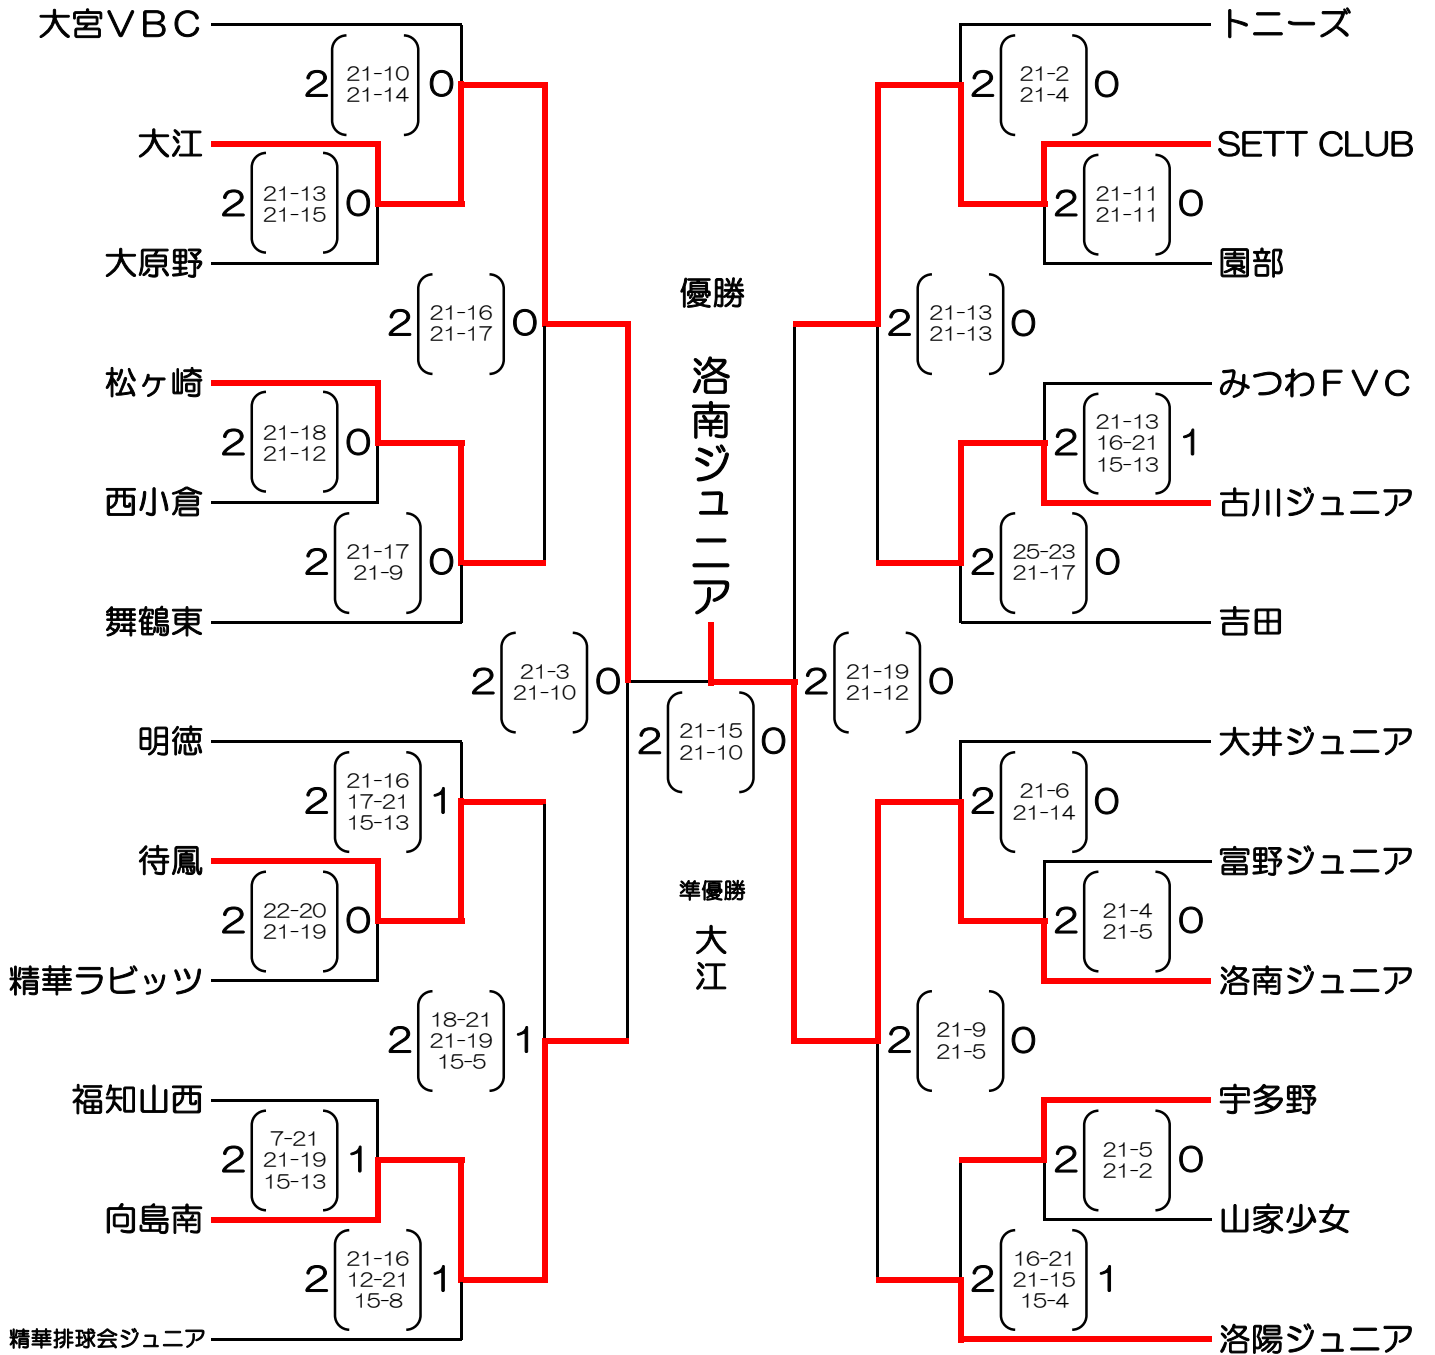 大宮ＶＢＣ
2 21-10 0
21-14
大江
2 21-13 0
21-15
大原野
2 21-16 0
21-17
松ヶ崎
2 21-18 0
21-12
西小倉
2 21-17 0
21-9
舞鶴東
2 21-3 0
21-10
明徳
2 21-16 1
17-21
15-13
待鳳
2 22-20 0
21-19
精華ラビッツ
2 18-21 1
21-19
15-5
福知山西
2 7-21 1
21-19
15-13
向島南
2 21-16 1
12-21
15-8
精華排球会ジュニア
優勝
洛南ジュニア
2 21-15 0
21-10
準優勝
大江
トニーズ
2 21-2 0
21-4
SETT CLUB
2 21-11 0
21-11
園部
2 21-13 0
21-13
みつわＦＶＣ
2 21-13 1
16-21
15-13
古川ジュニア
2 25-23 0
21-17
吉田
2 21-19 0
21-12
大井ジュニア
2 21-6 0
21-14
富野ジュニア
2 21-4 0
21-5
洛南ジュニア
2 21-9 0
21-5
宇多野
2 21-5 0
21-2
山家少女
2 16-21 1
21-15
15-4
洛陽ジュニア